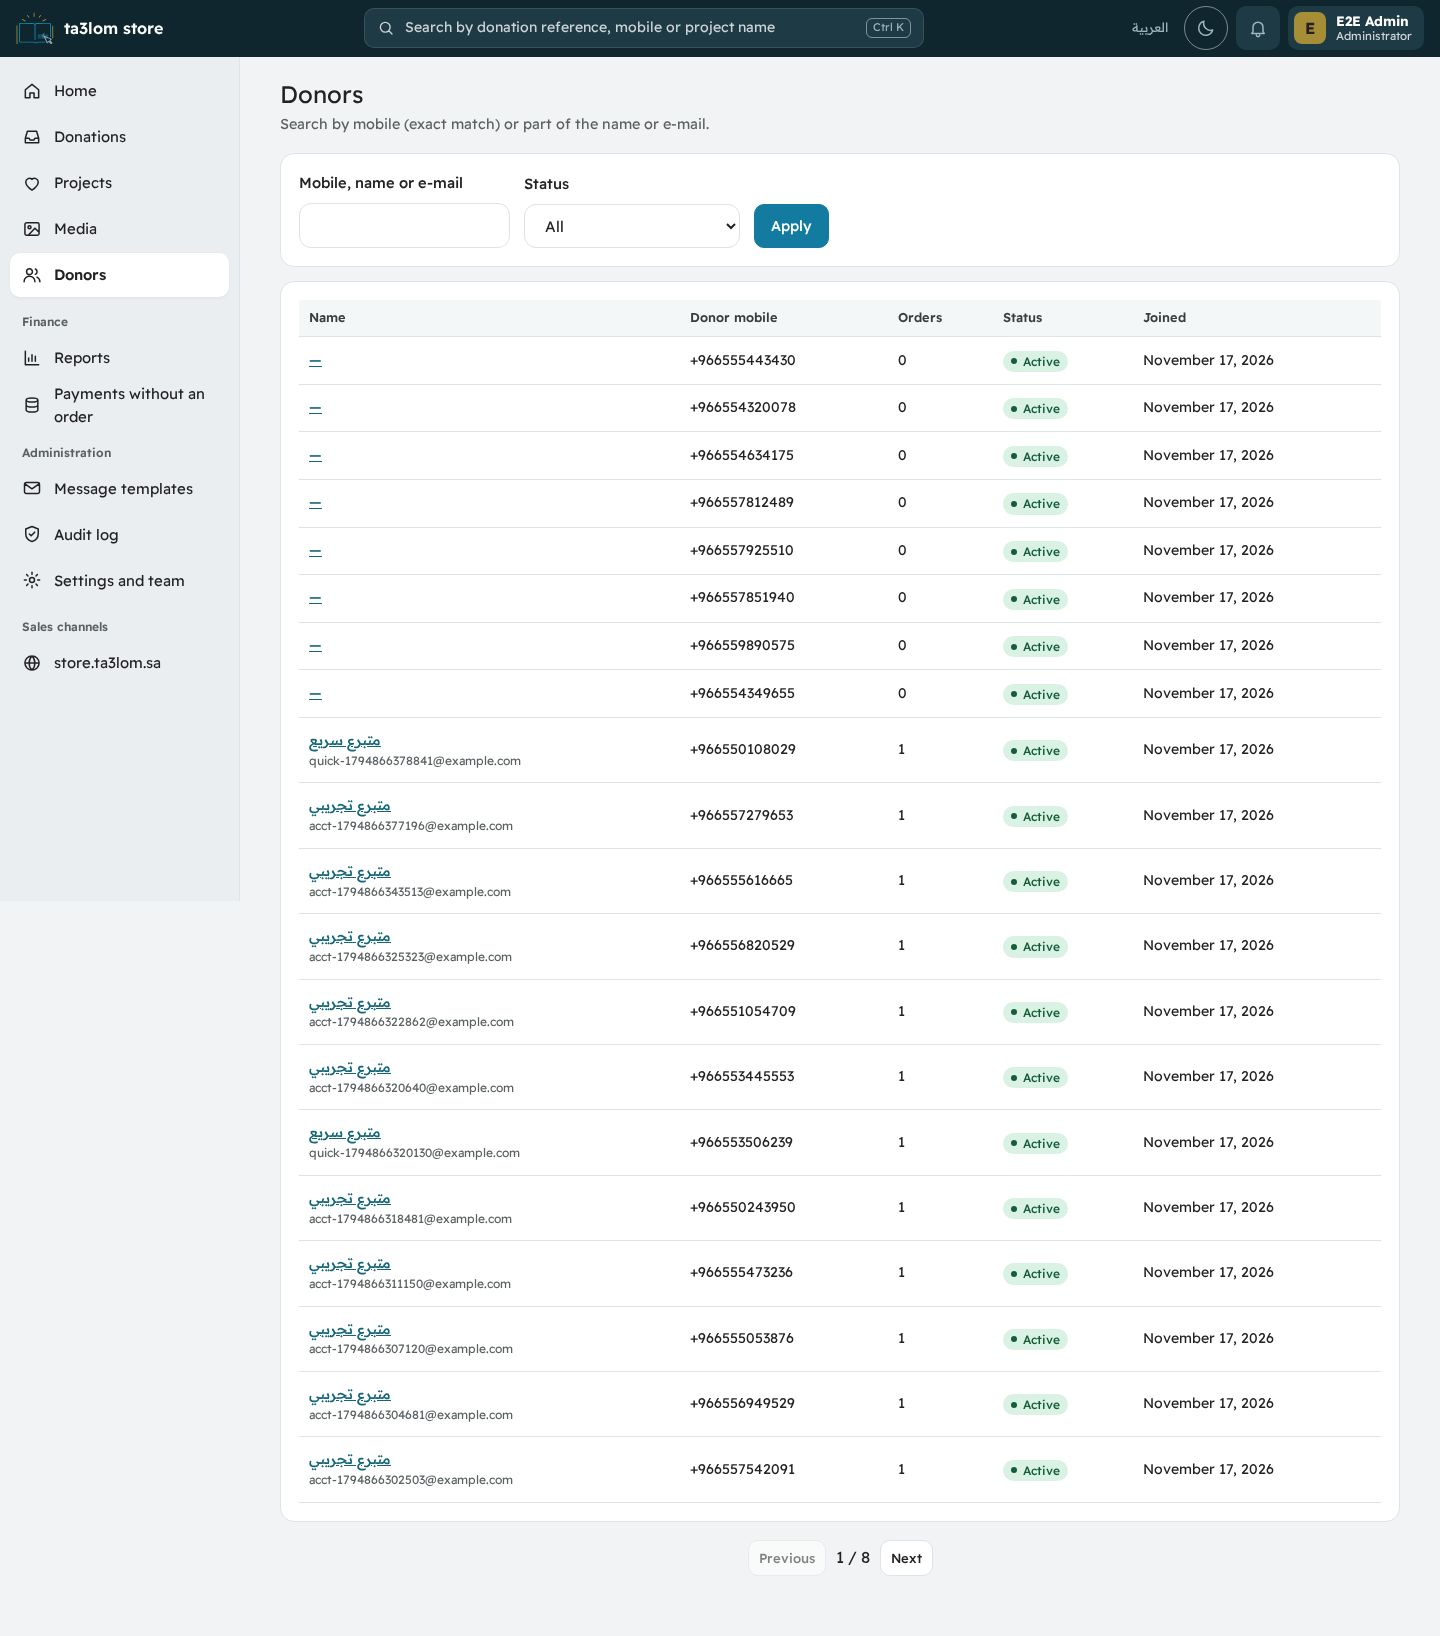 ta3lom store
Search by donation reference, mobile or project name
Ctrl K
العربية
E
E2E Admin
Administrator
Home
Donations
Projects
Media
Donors
Finance
Reports
Payments without an
order
Administration
Message templates
Audit log
Settings and team
Sales channels
store.ta3lom.sa
Donors
Search by mobile (exact match) or part of the name or e-mail.
Mobile, name or e-mail
Status
All
Apply
Name Donor mobile Orders Status Joined
— +966555443430 0 Active November 17, 2026
— +966554320078 0 Active November 17, 2026
— +966554634175 0 Active November 17, 2026
— +966557812489 0 Active November 17, 2026
— +966557925510 0 Active November 17, 2026
— +966557851940 0 Active November 17, 2026
— +966559890575 0 Active November 17, 2026
— +966554349655 0 Active November 17, 2026
متبرع سريع
quick-1794866378841@example.com
+966550108029 1 Active November 17, 2026
متبرع تجريبي
acct-1794866377196@example.com
+966557279653 1 Active November 17, 2026
متبرع تجريبي
acct-1794866343513@example.com
+966555616665 1 Active November 17, 2026
متبرع تجريبي
acct-1794866325323@example.com
+966556820529 1 Active November 17, 2026
متبرع تجريبي
acct-1794866322862@example.com
+966551054709 1 Active November 17, 2026
متبرع تجريبي
acct-1794866320640@example.com
+966553445553 1 Active November 17, 2026
متبرع سريع
quick-1794866320130@example.com
+966553506239 1 Active November 17, 2026
متبرع تجريبي
acct-1794866318481@example.com
+966550243950 1 Active November 17, 2026
متبرع تجريبي
acct-1794866311150@example.com
+966555473236 1 Active November 17, 2026
متبرع تجريبي
acct-1794866307120@example.com
+966555053876 1 Active November 17, 2026
متبرع تجريبي
acct-1794866304681@example.com
+966556949529 1 Active November 17, 2026
متبرع تجريبي
acct-1794866302503@example.com
+966557542091 1 Active November 17, 2026
Previous 1 / 8 Next